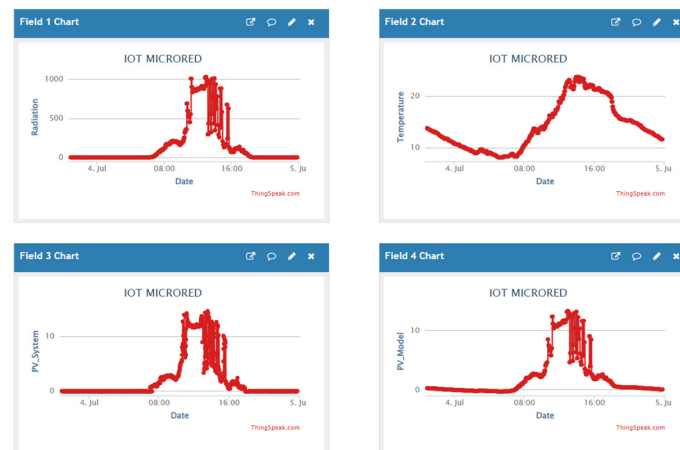 Field 1 Chart
IOT MICRORED
Radiation
1000
500
0
4. Jul
08:00
16:00
5. Ju
Date
ThingSpeak.com
Field 2 Chart
IOT MICRORED
Temperature
20
10
4. Jul
08:00
16:00
5. Ju
Date
ThingSpeak.com
Field 3 Chart
IOT MICRORED
PV_System
10
0
4. Jul
08:00
16:00
5. Ju
Date
ThingSpeak.com
Field 4 Chart
IOT MICRORED
PV_Model
10
0
4. Jul
08:00
16:00
5. Ju
Date
ThingSpeak.com